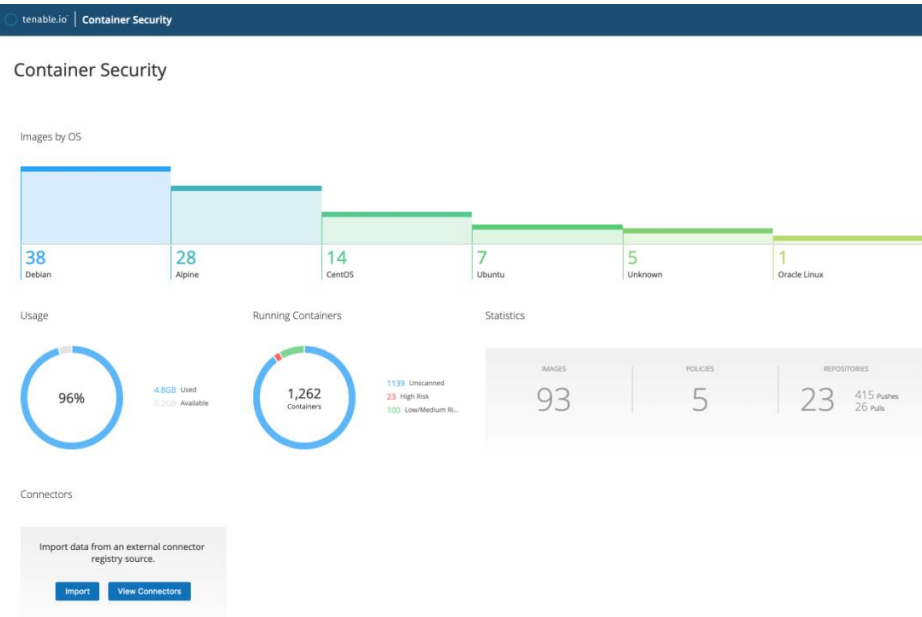 tenable.io | Container Security
Container Security
Images by OS
38
Debian
28
Alpine
14
CentOS
7
Ubuntu
5
Unknown
1
Oracle Linux
Usage
96%
4.8GB Used
0.2GB Available
Running Containers
1,262
Containers
1139 Unscanned
23 High Risk
100 Low/Medium Ri...
Statistics
IMAGES
93
POLICIES
5
REPOSITORIES
23
415 Pushes
26 Pulls
Connectors
Import data from an external connector
registry source.
Import
View Connectors